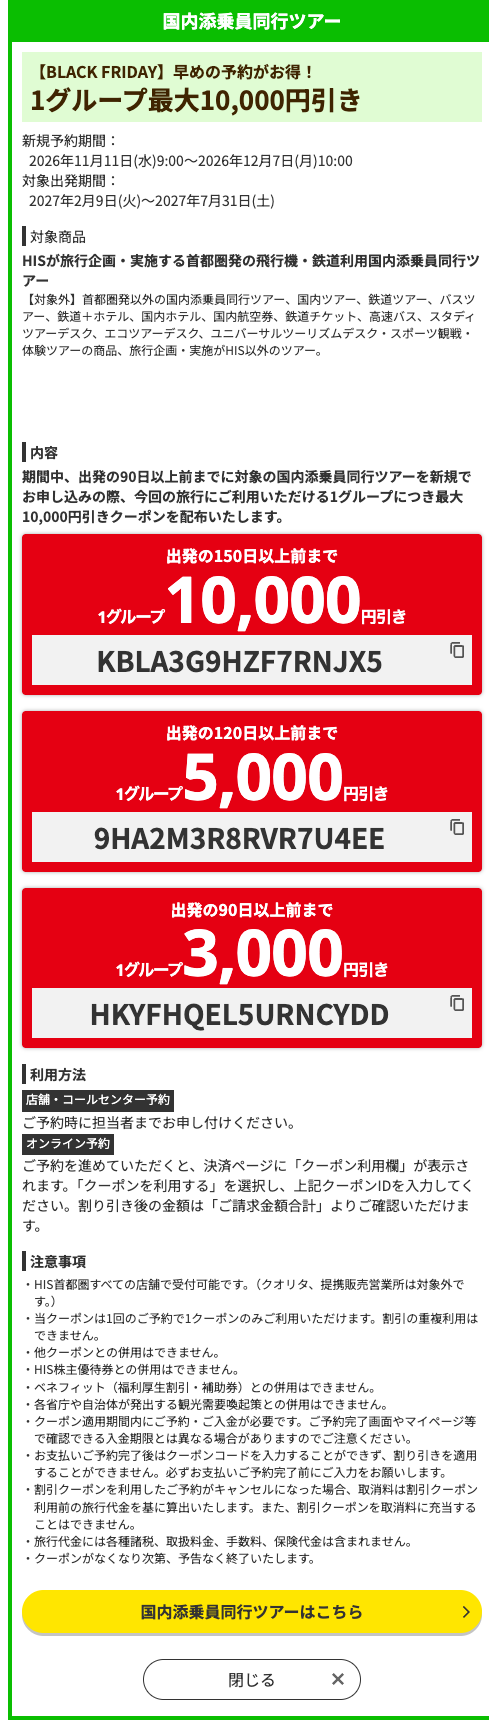 国内添乗員同行ツアー
【BLACK FRIDAY】早めの予約がお得！
1グループ最大10,000円引き
新規予約期間：
2026年11月11日(水)9:00～2026年12月7日(月)10:00
対象出発期間：
2027年2月9日(火)～2027年7月31日(土)
対象商品
HISが旅行企画・実施する首都圏発の飛行機・鉄道利用国内添乗員同行ツ
アー
【対象外】首都圏発以外の国内添乗員同行ツアー、国内ツアー、鉄道ツアー、バスツ
アー、鉄道＋ホテル、国内ホテル、国内航空券、鉄道チケット、高速バス、スタディ
ツアーデスク、エコツアーデスク、ユニバーサルツーリズムデスク・スポーツ観戦・
体験ツアーの商品、旅行企画・実施がHIS以外のツアー。
内容
期間中、出発の90日以上前までに対象の国内添乗員同行ツアーを新規で
お申し込みの際、今回の旅行にご利用いただける1グループにつき最大
10,000円引きクーポンを配布いたします。
出発の150日以上前まで
1グループ10,000円引き
KBLA3G9HZF7RNJX5
出発の120日以上前まで
1グループ5,000円引き
9HA2M3R8RVR7U4EE
出発の90日以上前まで
1グループ3,000円引き
HKYFHQEL5URNCYDD
利用方法
店舗・コールセンター予約
ご予約時に担当者までお申し付けください。
オンライン予約
ご予約を進めていただくと、決済ページに「クーポン利用欄」が表示さ
れます。「クーポンを利用する」を選択し、上記クーポンIDを入力してく
ださい。割り引き後の金額は「ご請求金額合計」よりご確認いただけま
す。
注意事項
・HIS首都圏すべての店舗で受付可能です。（クオリタ、提携販売営業所は対象外で
す。）
・当クーポンは1回のご予約で1クーポンのみご利用いただけます。割引の重複利用は
できません。
・他クーポンとの併用はできません。
・HIS株主優待券との併用はできません。
・ベネフィット（福利厚生割引・補助券）との併用はできません。
・各省庁や自治体が発出する観光需要喚起策との併用はできません。
・クーポン適用期間内にご予約・ご入金が必要です。ご予約完了画面やマイページ等
で確認できる入金期限とは異なる場合がありますのでご注意ください。
・お支払いご予約完了後はクーポンコードを入力することができず、割り引きを適用
することができません。必ずお支払いご予約完了前にご入力をお願いします。
・割引クーポンを利用したご予約がキャンセルになった場合、取消料は割引クーポン
利用前の旅行代金を基に算出いたします。また、割引クーポンを取消料に充当する
ことはできません。
・旅行代金には各種諸税、取扱料金、手数料、保険代金は含まれません。
・クーポンがなくなり次第、予告なく終了いたします。
国内添乗員同行ツアーはこちら
閉じる